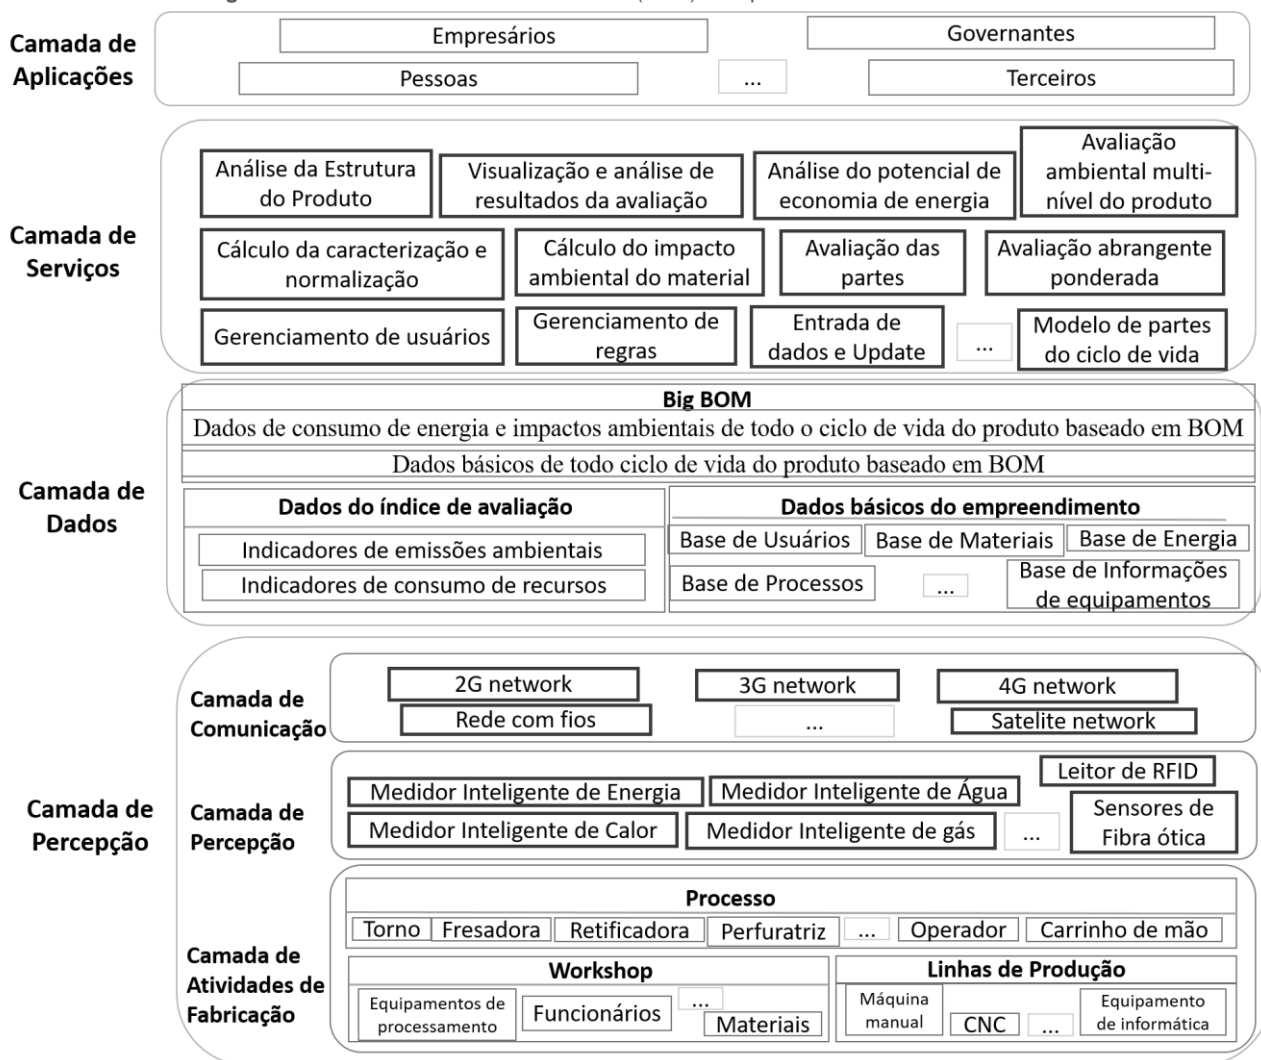 Camada de
Aplicações
Empresários
Governantes
Pessoas
...
Terceiros
Camada de
Serviços
Análise da Estrutura
do Produto
Visualização e análise de
resultados da avaliação
Análise do potencial de
economia de energia
Avaliação
ambiental multi-
nível do produto
Cálculo da caracterização e
normalização
Cálculo do impacto
ambiental do material
Avaliação das
partes
Avaliação abrangente
ponderada
Gerenciamento de usuários
Gerenciamento de
regras
Entrada de
dados e Update
...
Modelo de partes
do ciclo de vida
Camada de
Dados
Big BOM
Dados de consumo de energia e impactos ambientais de todo o ciclo de vida do produto baseado em BOM
Dados básicos de todo ciclo de vida do produto baseado em BOM
Dados do índice de avaliação
Indicadores de emissões ambientais
Indicadores de consumo de recursos
Dados básicos do empreendimento
Base de Usuários
Base de Materiais
Base de Energia
Base de Processos
...
Base de Informações
de equipamentos
Camada de
Percepção
Camada de
Comunicação
2G network
3G network
4G network
Rede com fios
...
Satelite network
Camada de
Percepção
Medidor Inteligente de Energia
Medidor Inteligente de Água
Leitor de RFID
Medidor Inteligente de Calor
Medidor Inteligente de gás
...
Sensores de
Fibra ótica
Camada de
Atividades de
Fabricação
Processo
Torno
Fresadora
Retificadora
Perfuratriz
...
Operador
Carrinho de mão
Workshop
Equipamentos de
processamento
Funcionários
...
Materiais
Linhas de Produção
Máquina
manual
CNC
...
Equipamento
de informática